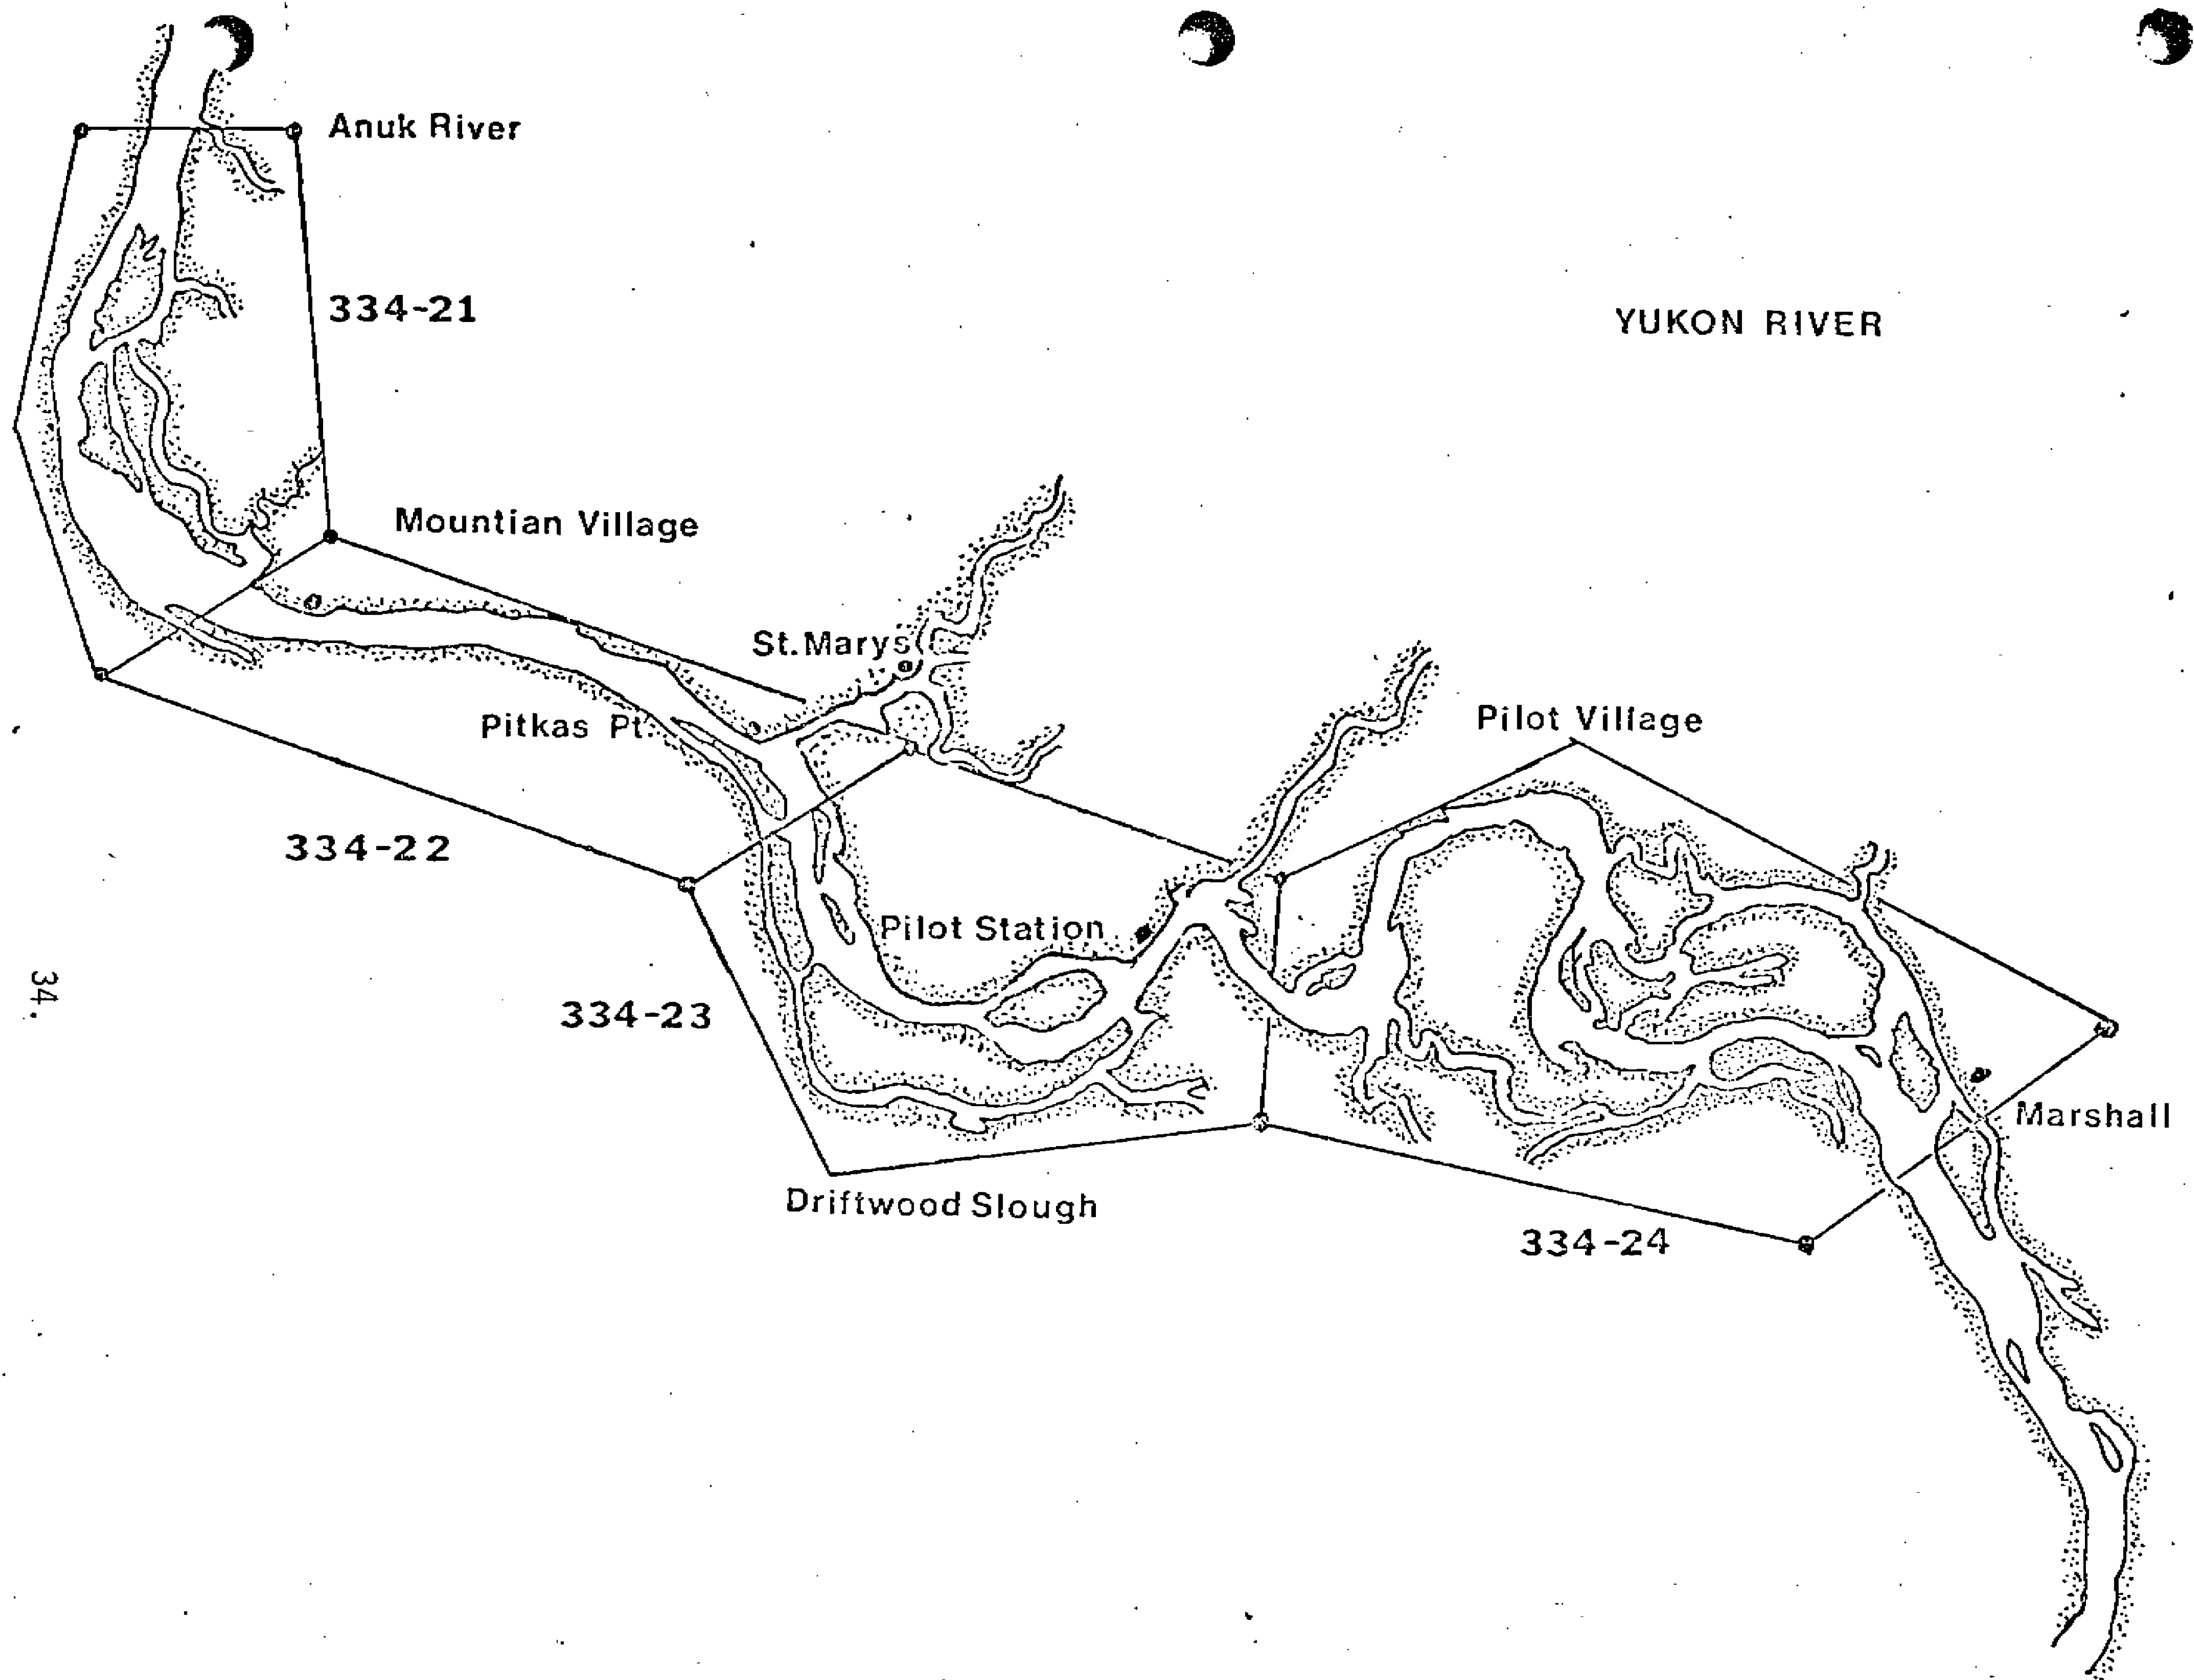 Anuk River
334-21
YUKON RIVER
Mountian Village
St.Marys
Pitkas Pt.
Pilot Village
334-22
Pilot Station
334-23
34.
Marshall
Driftwood Slough
334-24